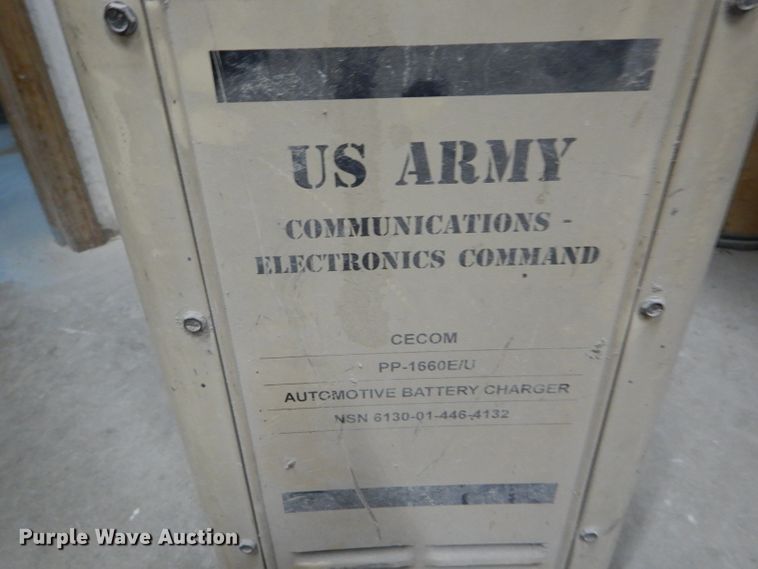 US ARMY
COMMUNICATIONS -
ELECTRONICS COMMAND
CECOM
PP-1660E/U
AUTOMOTIVE BATTERY CHARGER
NSN 6130-01-446-4132
Purple Wave Auction